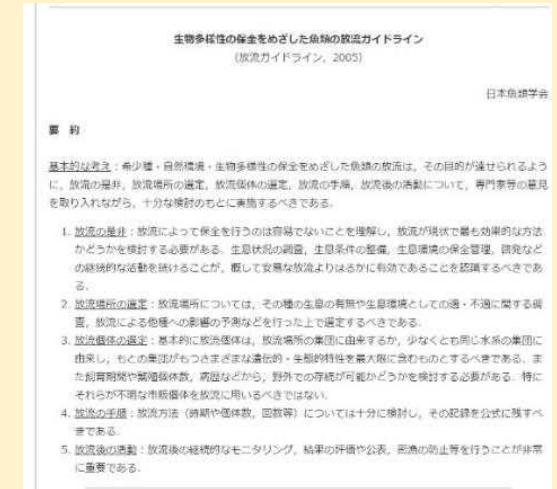 生物多様性の保全をめざした魚類の放流ガイドライン
(放流ガイドライン, 2005)
日本魚類学会
要 約
基本的な考え:希少種・自然環境・生物多様性の保全をめざした魚類の放流は,その目的が達せられるよう
に,放流の是非,放流場所の選定,放流個体の選定,放流の手順,放流後の活動について,専門家等の意見
を取り入れながら,十分な検討のもとに実施するべきである.
1. 放流の是非:放流によって保全を行うのは容易でないことを理解し,放流が現状で最も効果的な方法
かどうかを検討する必要がある.生息状況の調査,生息条件の整備,生息環境の保全管理,啓発など
の継続的な活動を続けることが,概して安易な放流よりはるかに有効であることを認識するべきであ
る.
2. 放流場所の選定:放流場所については,その種の生息の有無や生息環境としての適・不適に関する調
査,放流による他種への影響の予測などを行った上で選定するべきである.
3. 放流個体の選定:基本的に放流個体は,放流場所の集団に由来するか,少なくとも同じ水系の集団に
由来し,もとの集団がもつさまざまな遺伝的・生態的特性を最大限に含むものとするべきである.ま
た飼育期間や繁殖個体数,病歴などから,野外での存続が可能かどうかを検討する必要がある.特に
それらが不明な市販個体を放流に用いるべきではない.
4. 放流の手順:放流方法(時期や個体数,回数等)については十分に検討し,その記録を公式に残すべ
きである.
5. 放流後の活動:放流後の継続的なモニタリング,結果の評価や公表,密漁の防止等を行うことが非常
に重要である.